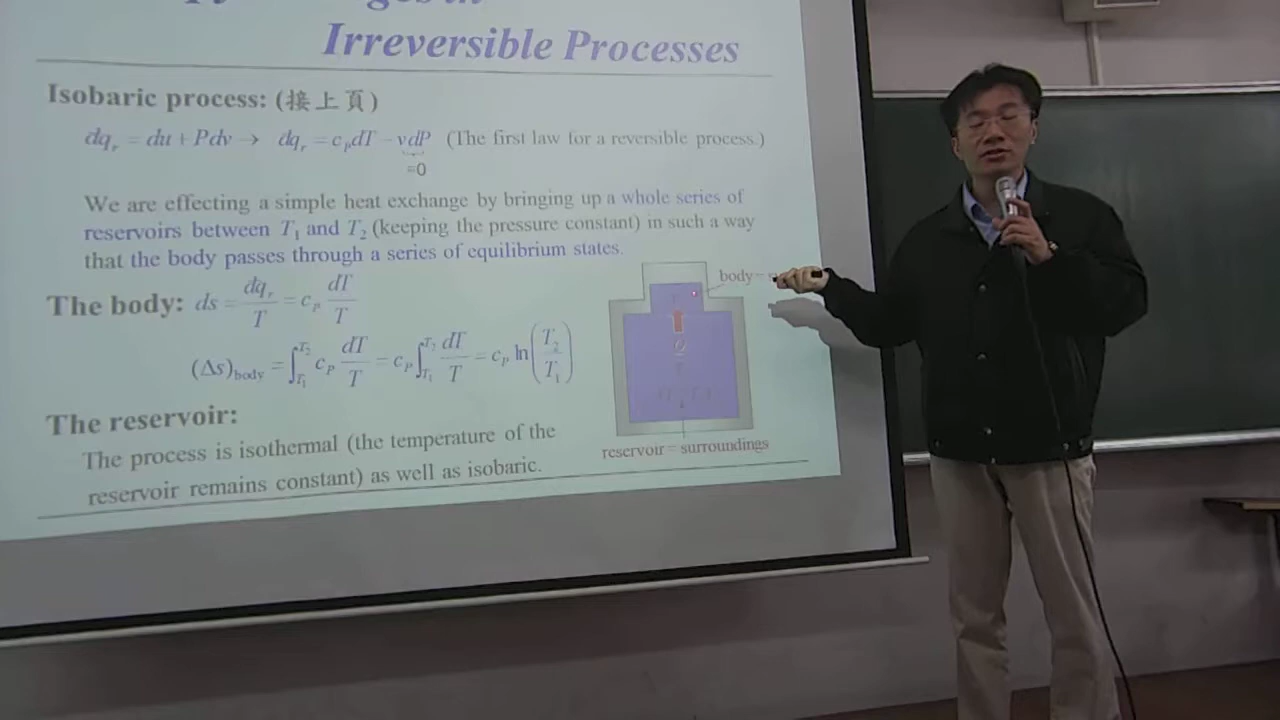 Irreversible Processes
Isobaric process: (接上頁)
dq_r = du + Pdv → dq_r = c_p dT − vdP (The first law for a reversible process.)
=0
We are effecting a simple heat exchange by bringing up a whole series of
reservoirs between T_1 and T_2 (keeping the pressure constant) in such a way
that the body passes through a series of equilibrium states.
The body: ds = dq_r/T = c_P dT/T
(Δs)_body = ∫_{T_1}^{T_2} c_P dT/T = c_P ∫_{T_1}^{T_2} dT/T = c_P ln(T_2/T_1)
body =
Q
The reservoir:
The process is isothermal (the temperature of the
reservoir remains constant) as well as isobaric.
reservoir = surroundings